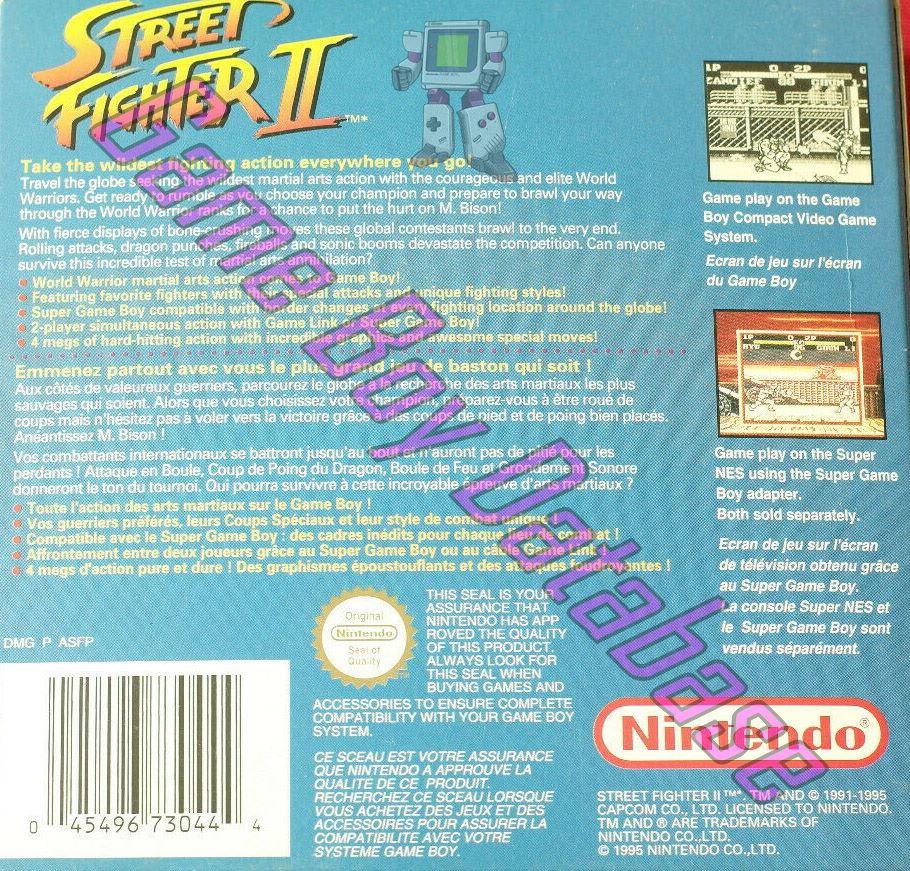 STREET
FIGHTER II ™*
Take the wildest fighting action everywhere you go!
Travel the globe seeking the wildest martial arts action with the courageous and elite World
Warriors. Get ready to rumble as you choose your champion and prepare to brawl your way
through the World Warrior ranks for a chance to put the hurt on M. Bison!
With fierce displays of bone-crushing moves these global contestants brawl to the very end.
Rolling attacks, dragon punches, fireballs and sonic booms devastate the competition. Can anyone
survive this incredible test of martial arts annihilation?
• World Warrior martial arts action comes to Game Boy!
• Featuring favorite fighters with special attacks and unique fighting styles!
• Super Game Boy compatible with border changes at every fighting location around the globe!
• 2-player simultaneous action with Game Link or Super Game Boy!
• 4 megs of hard-hitting action with incredible graphics and awesome special moves!
Emmenez partout avec vous le plus grand jeu de baston qui soit !
Aux côtés de valeureux guerriers, parcourez le globe à la recherche des arts martiaux les plus
sauvages qui soient. Alors que vous choisissez votre champion, préparez-vous à être roué de
coups mais n'hésitez pas à voler vers la victoire grâce à des coups de pied et de poing bien placés.
Anéantissez M. Bison !
Vos combattants internationaux se battront jusqu'au bout et n'auront pas de pitié pour les
perdants ! Attaque en Boule, Coup de Poing du Dragon, Boule de Feu et Grondement Sonore
donneront le ton du tournoi. Qui pourra survivre à cette incroyable épreuve d'arts martiaux ?
• Toute l'action des arts martiaux sur le Game Boy !
• Vos guerriers préférés, leurs Coups Spéciaux et leur style de combat unique !
• Compatible avec le Super Game Boy : des cadres inédits pour chaque lieu de combat !
• Affrontement entre deux joueurs grâce au Super Game Boy ou au câble Game Link !
• 4 megs d'action pure et dure ! Des graphismes époustouflants et des attaques foudroyantes !
1P 0 2P 0
KO
ZANGIEF 88 CHUN LI
Game play on the Game
Boy Compact Video Game
System.
Ecran de jeu sur l'écran
du Game Boy
1P 0 2P
RYU CHUN LI
Game play on the Super
NES using the Super Game
Boy adapter.
Both sold separately.
Ecran de jeu sur l'écran
de télévision obtenu grâce
au Super Game Boy.
La console Super NES et
le Super Game Boy sont
vendus séparément.
DMG P ASFP
Original
Nintendo
Seal of
Quality
THIS SEAL IS YOUR
ASSURANCE THAT
NINTENDO HAS APP
ROVED THE QUALITY
OF THIS PRODUCT.
ALWAYS LOOK FOR
THIS SEAL WHEN
BUYING GAMES AND
ACCESSORIES TO ENSURE COMPLETE
COMPATIBILITY WITH YOUR GAME BOY
SYSTEM.
CE SCEAU EST VOTRE ASSURANCE
QUE NINTENDO A APPROUVE LA
QUALITE DE CE PRODUIT.
RECHERCHEZ CE SCEAU LORSQUE
VOUS ACHETEZ DES JEUX ET DES
ACCESSOIRES POUR ASSURER LA
COMPATIBILITE AVEC VOTRE
SYSTEME GAME BOY.
0 45496 73044 4
Nintendo ®
STREET FIGHTER II ™* TM AND © 1991-1995
CAPCOM CO., LTD. LICENSED TO NINTENDO.
TM AND ® ARE TRADEMARKS OF
NINTENDO CO.,LTD.
© 1995 NINTENDO CO.,LTD.
Game Boy Database